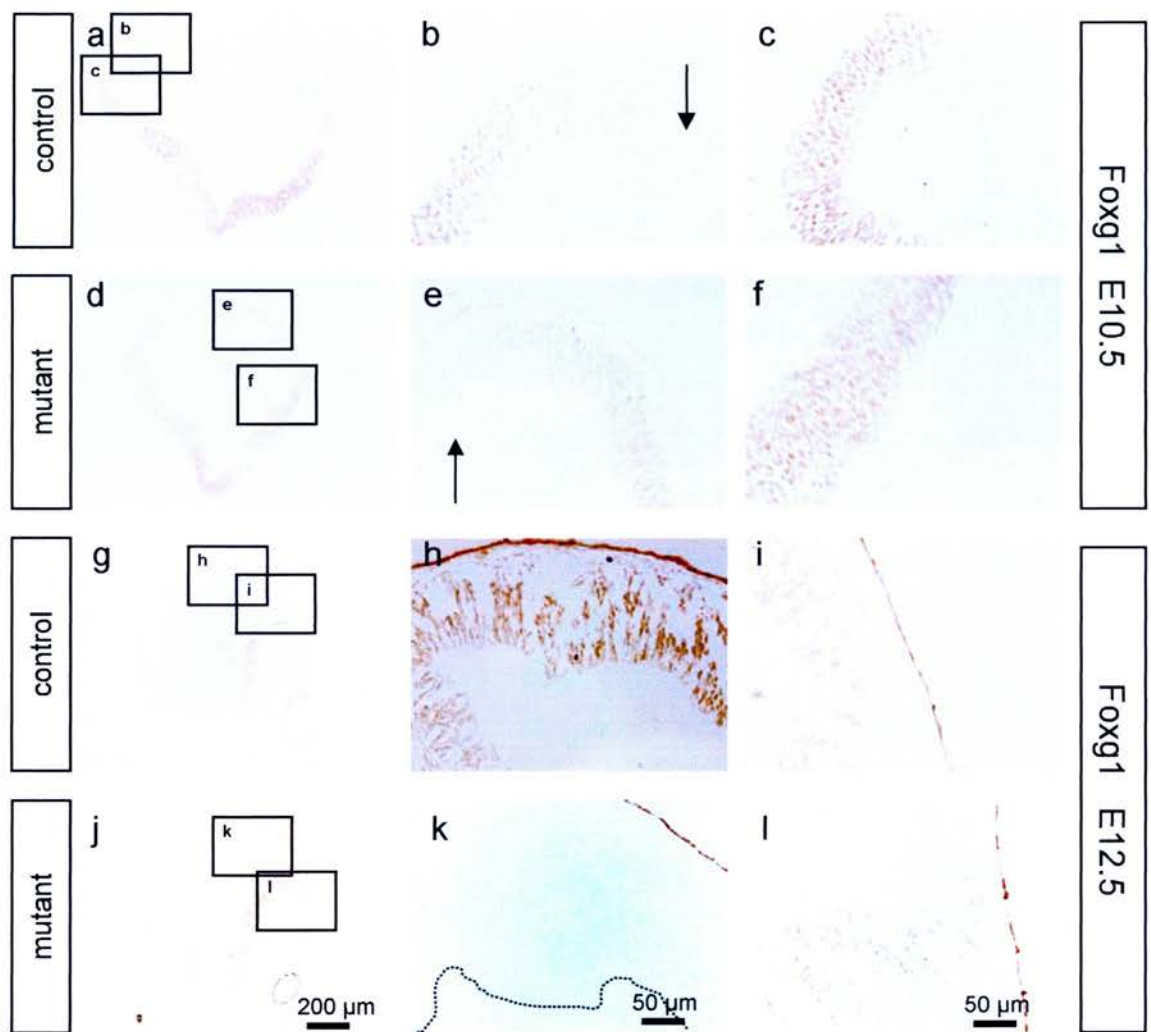 control
a
b
c
b
c
Foxg1 E10.5
mutant
d
e
f
e
f
control
g
h
i
h
i
Foxg1 E12.5
mutant
j
k
l
k
l
200 µm
50 µm
50 µm